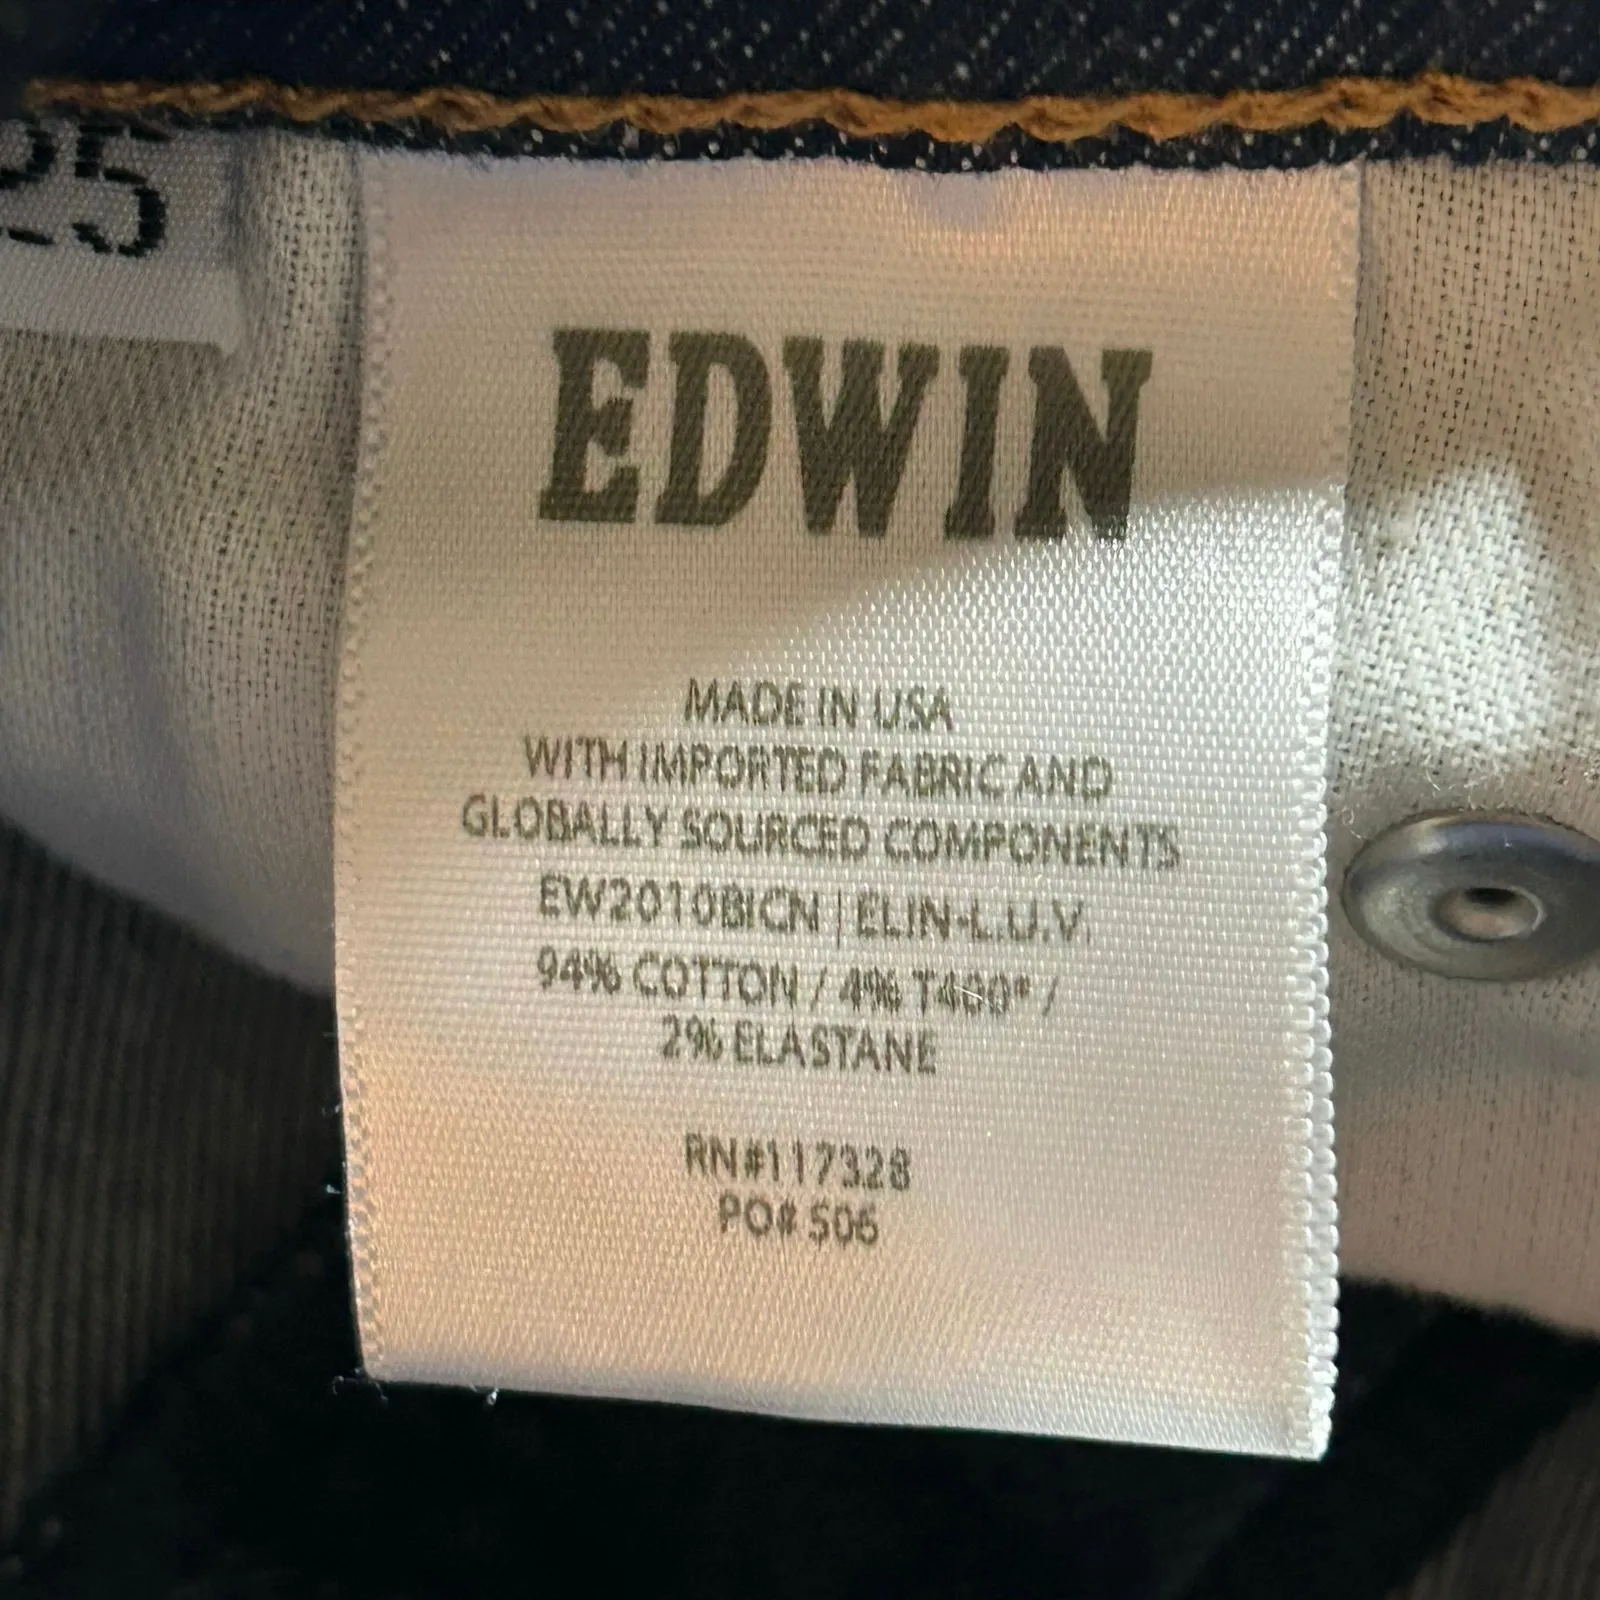 25
EDWIN
MADE IN USA
WITH IMPORTED FABRIC AND
GLOBALLY SOURCED COMPONENTS
EW2010BICN | ELIN-L.U.V.
94% COTTON / 4% T400® /
2% ELASTANE
RN#117328
PO# S06